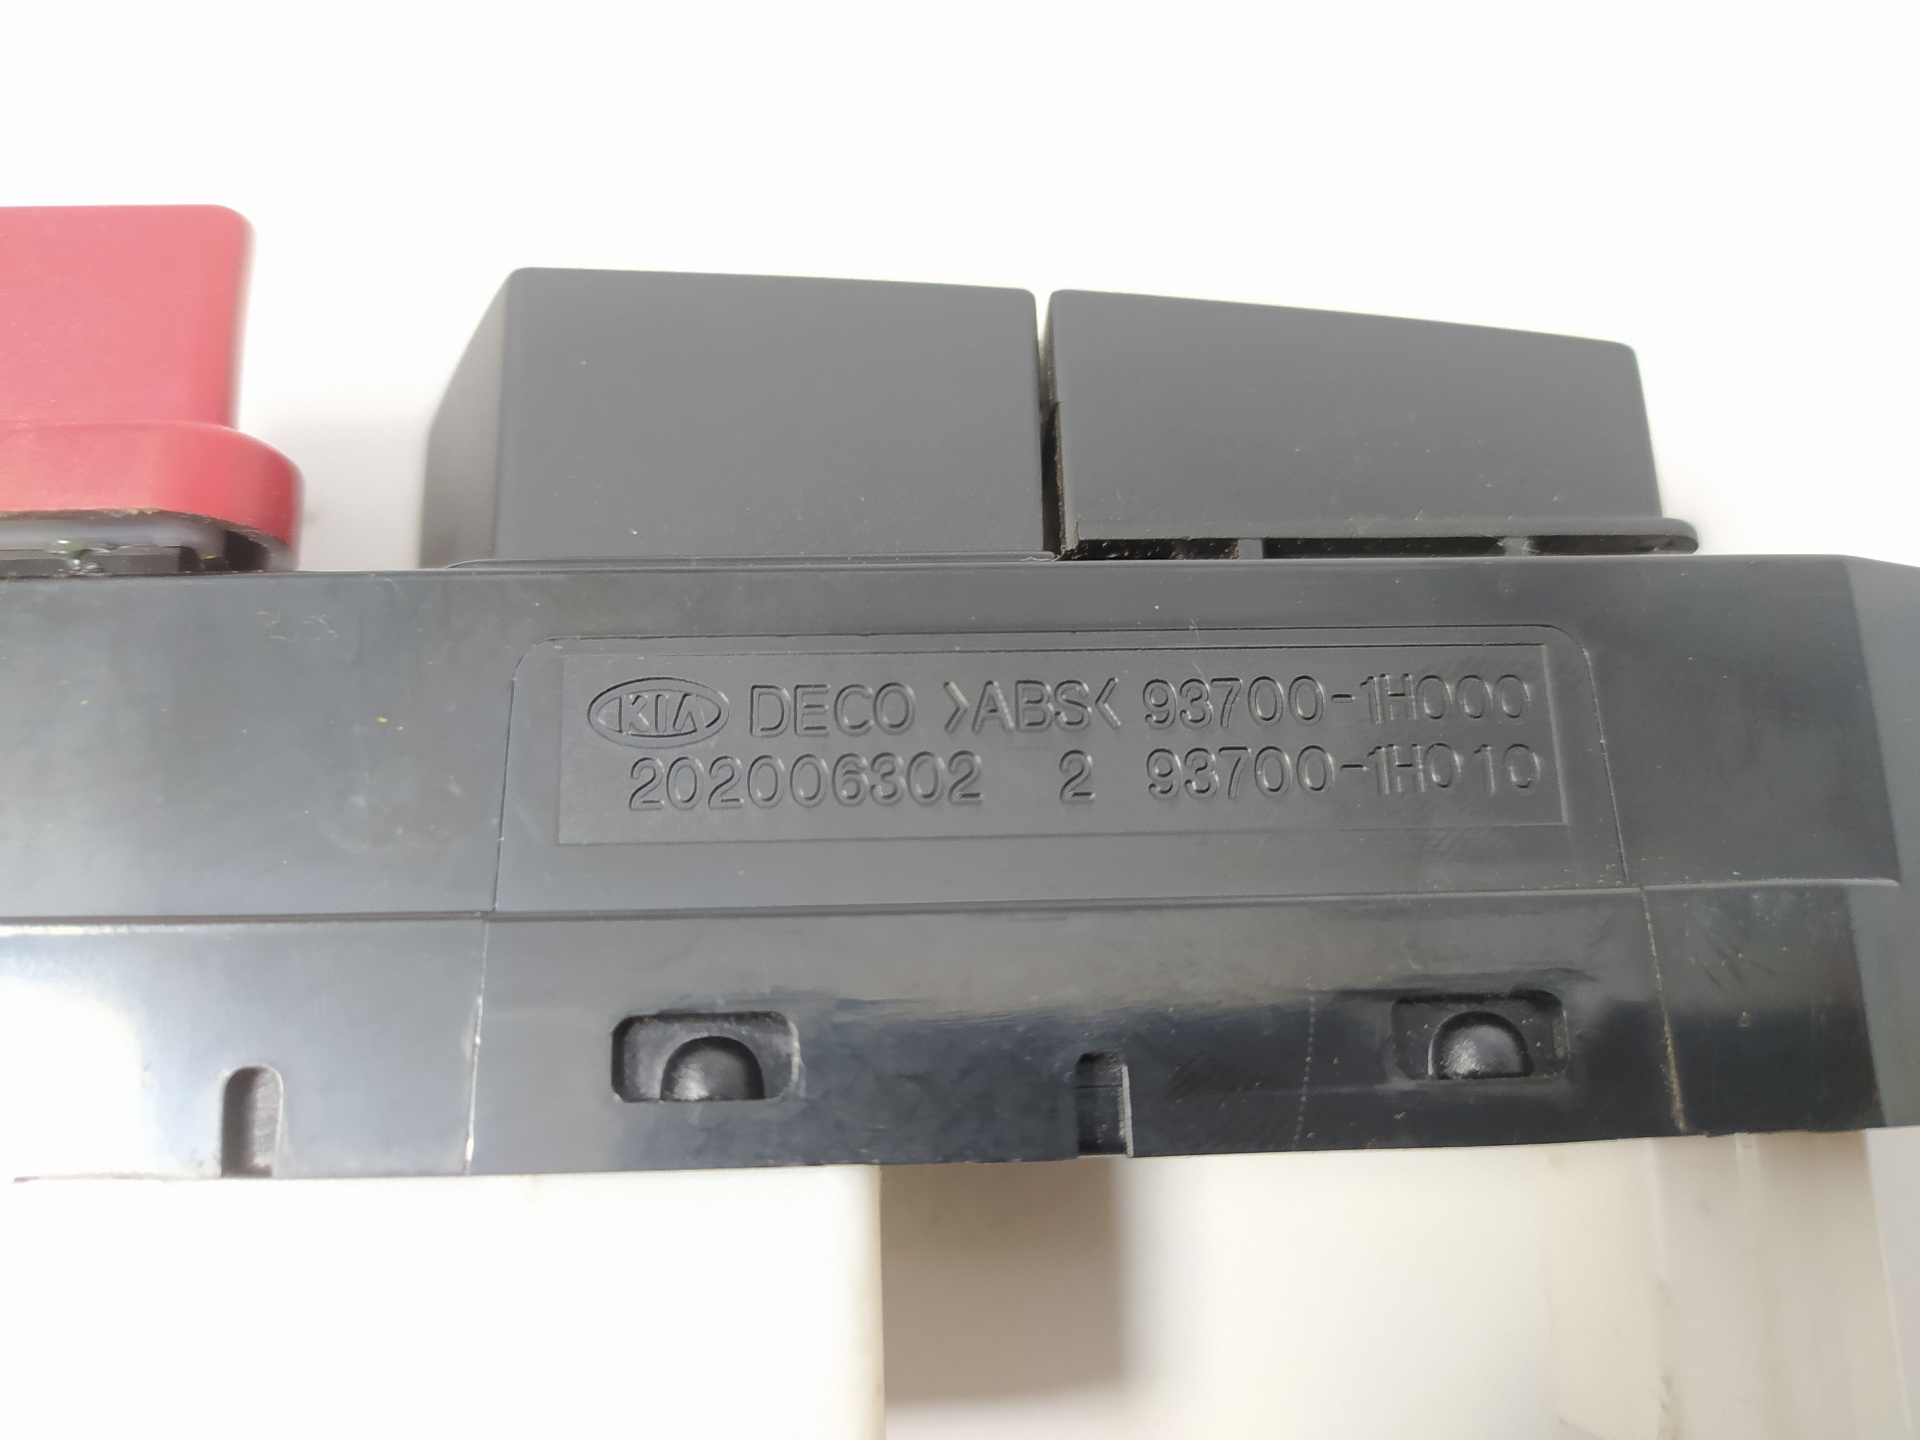 KIA DECO >ABS< 93700-1H000
202006302 2 93700-1H010